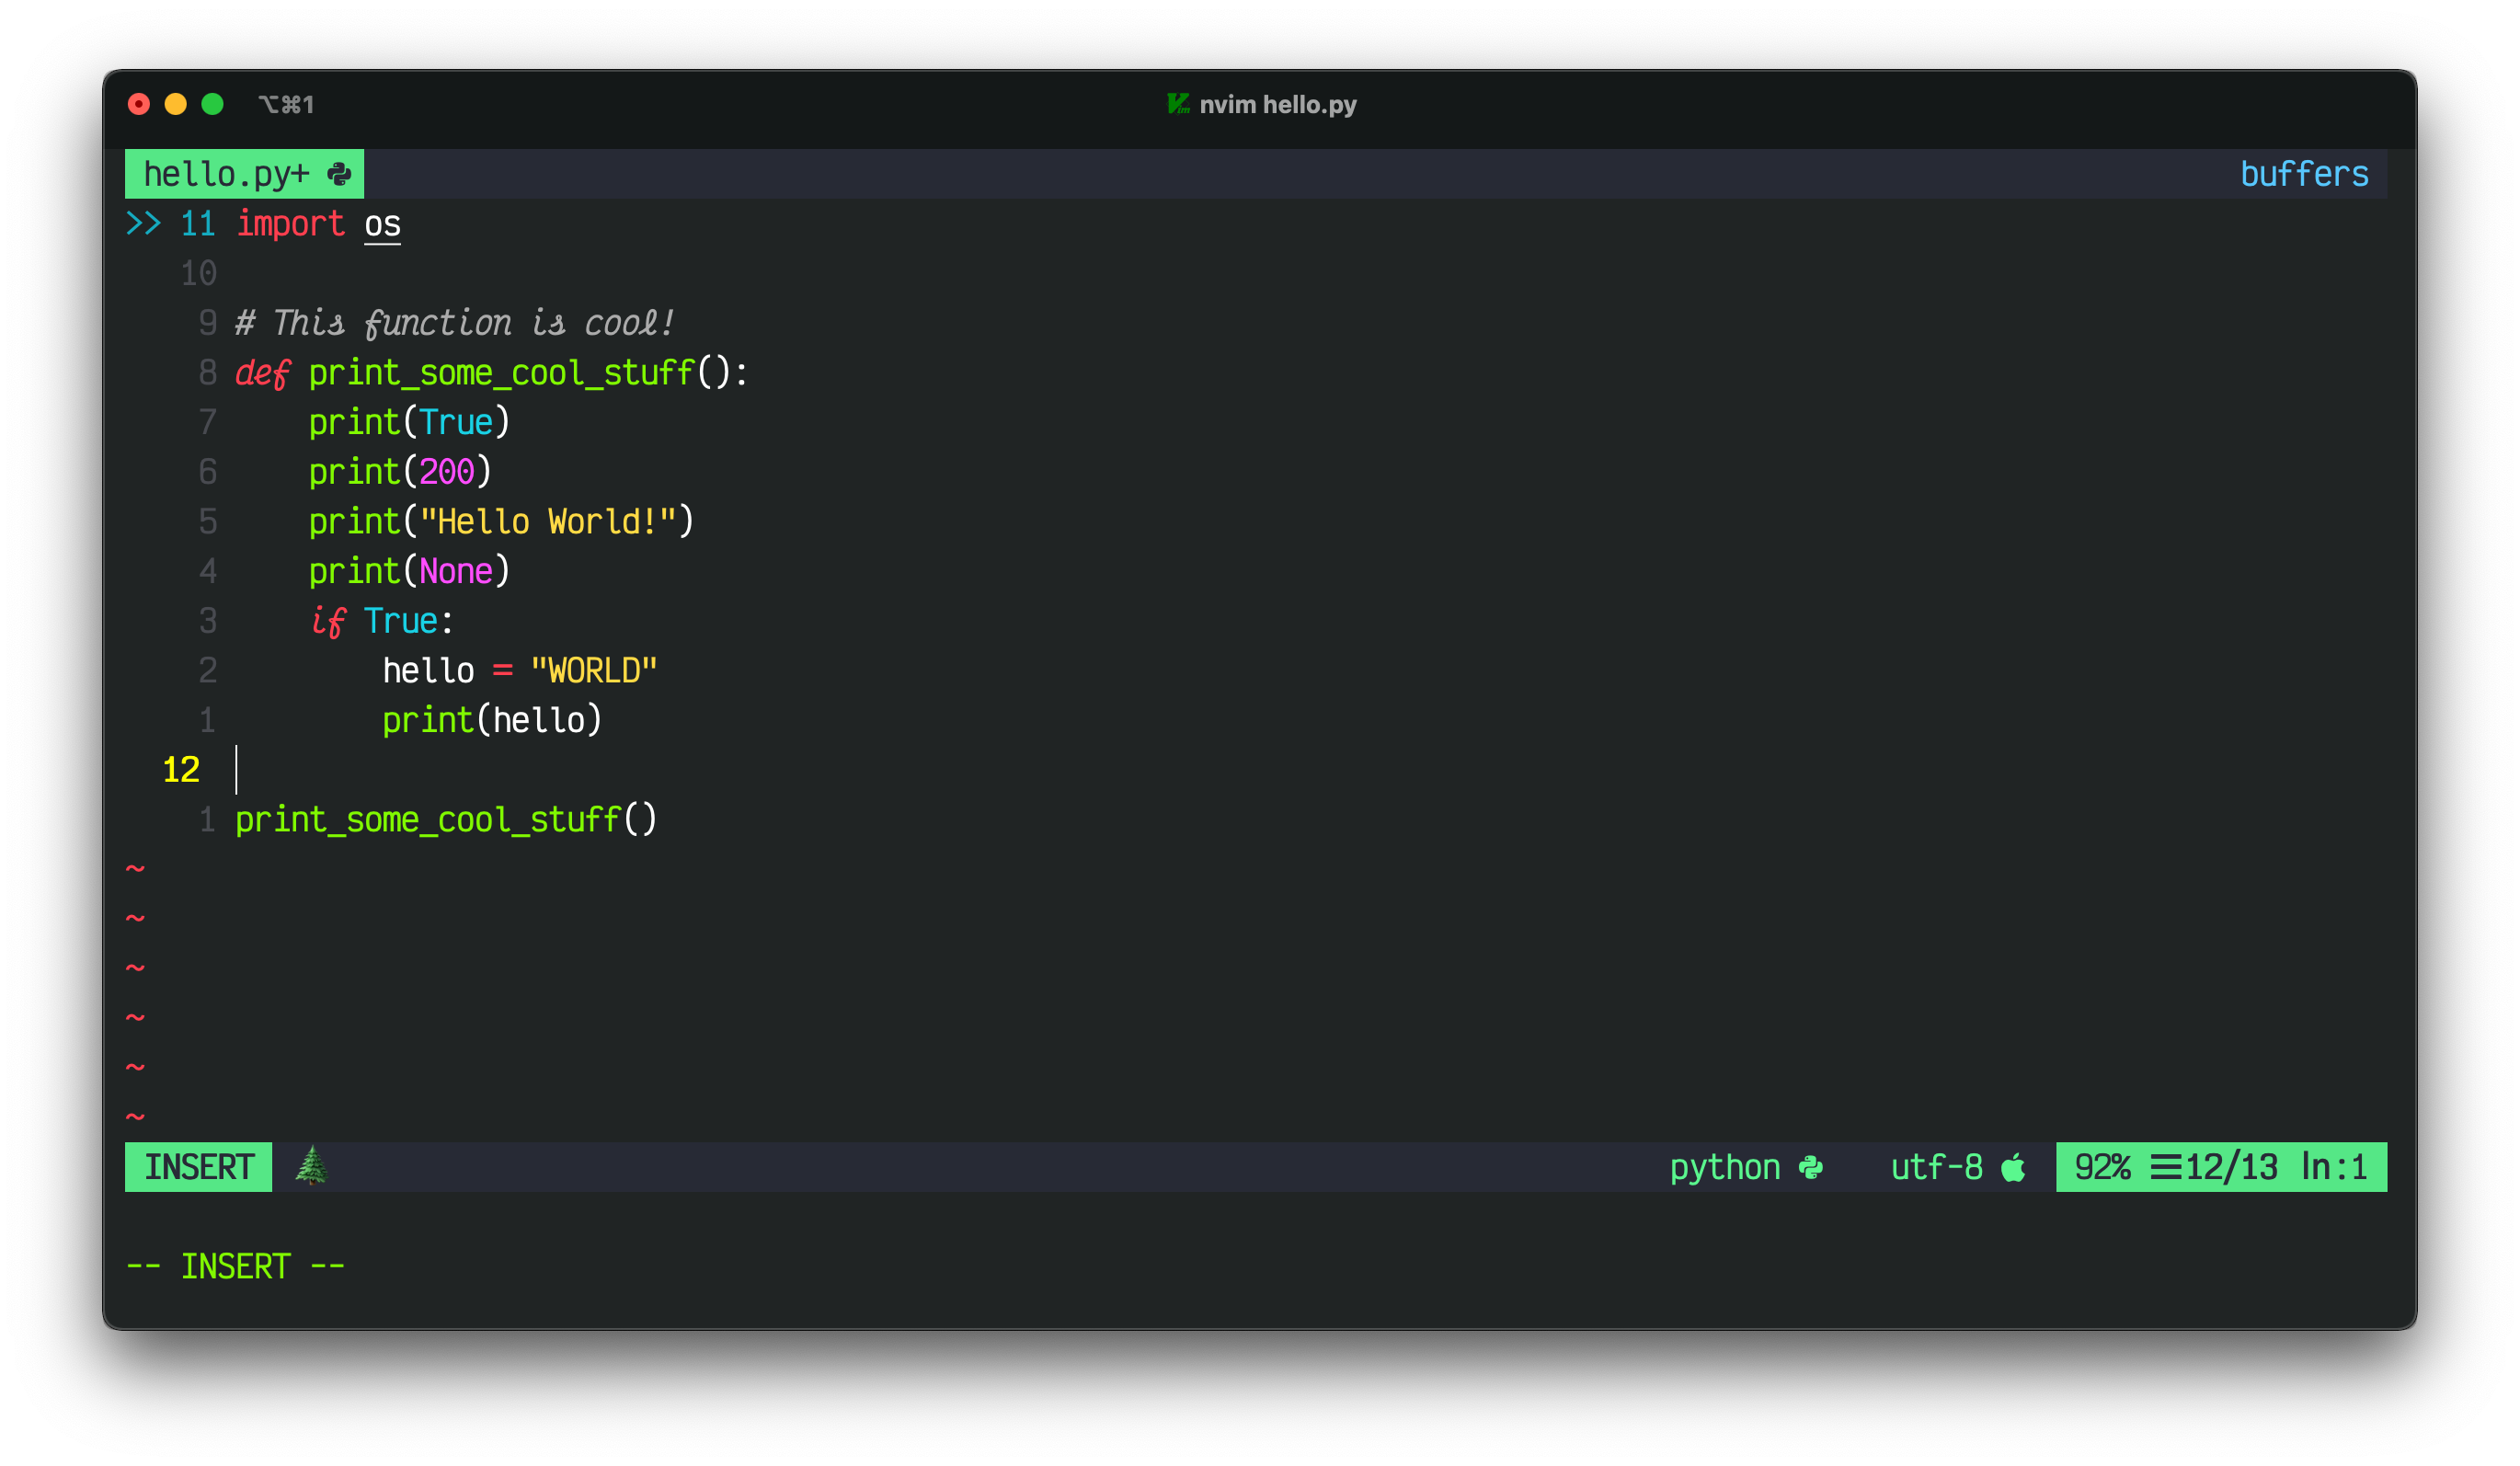 ⌥⌘1 nvim hello.py
hello.py+ buffers
>> 11 import os
10
9 # This function is cool!
8 def print_some_cool_stuff():
7     print(True)
6     print(200)
5     print("Hello World!")
4     print(None)
3     if True:
2         hello = "WORLD"
1         print(hello)
12
1 print_some_cool_stuff()
~
~
~
~
~
~
INSERT python utf-8 92% ☰12/13 ln:1
-- INSERT --